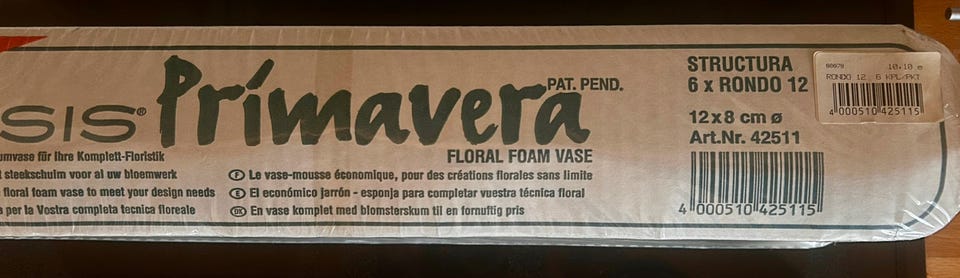 SIS® Prímavera PAT. PEND.
FLORAL FOAM VASE
umvase für Ihre Komplett-Floristik
t steekschuim voor al uw bloemwerk
floral foam vase to meet your design needs
e per la Vostra completa tecnica floreale
F Le vase-mousse économique, pour des créations florales sans limite
E El económico jarrón - esponja para completar vuestra técnica floral
DK En vase komplet med blomsterskum til en fornuftig pris
STRUCTURA
6 x RONDO 12
12 x 8 cm ø
Art.Nr. 42511
4 000510 425115
80078 10.10 e
RONDO 12 6 KPL/PKT
4 000510 425115